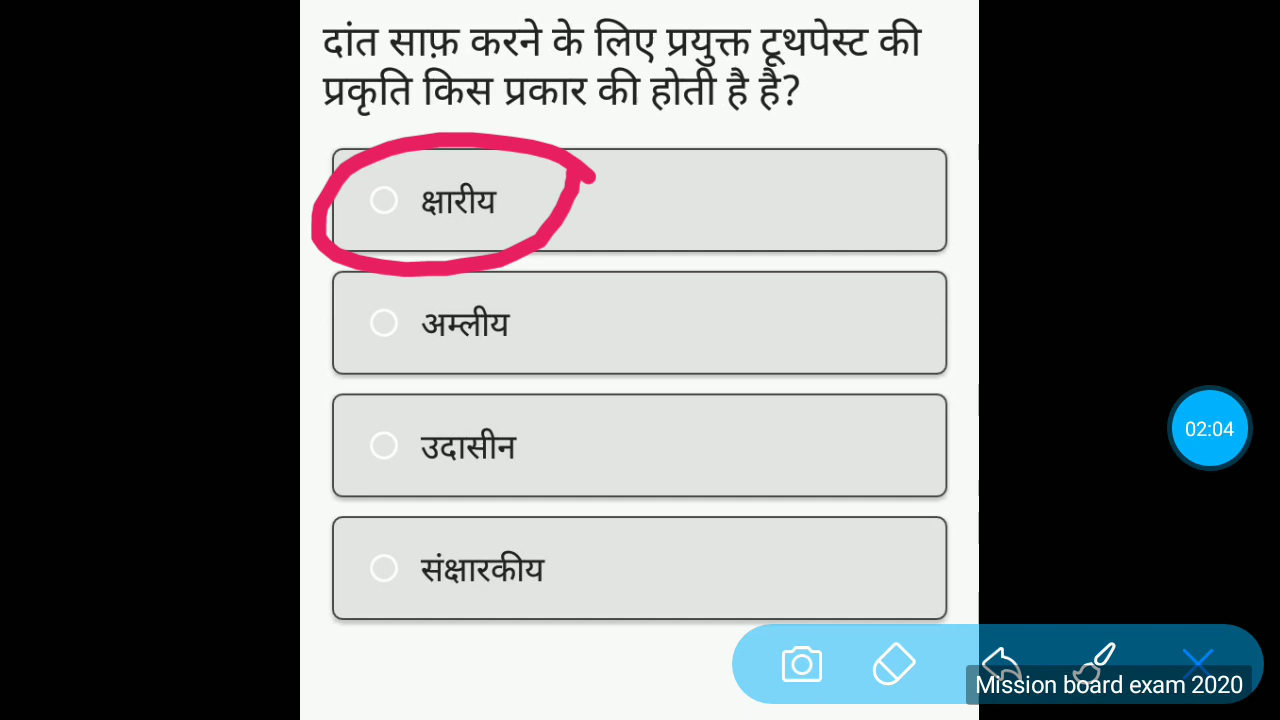 दांत साफ़ करने के लिए प्रयुक्त टूथपेस्ट की
प्रकृति किस प्रकार की होती है है?
क्षारीय
अम्लीय
उदासीन
संक्षारकीय
02:04
Mission board exam 2020